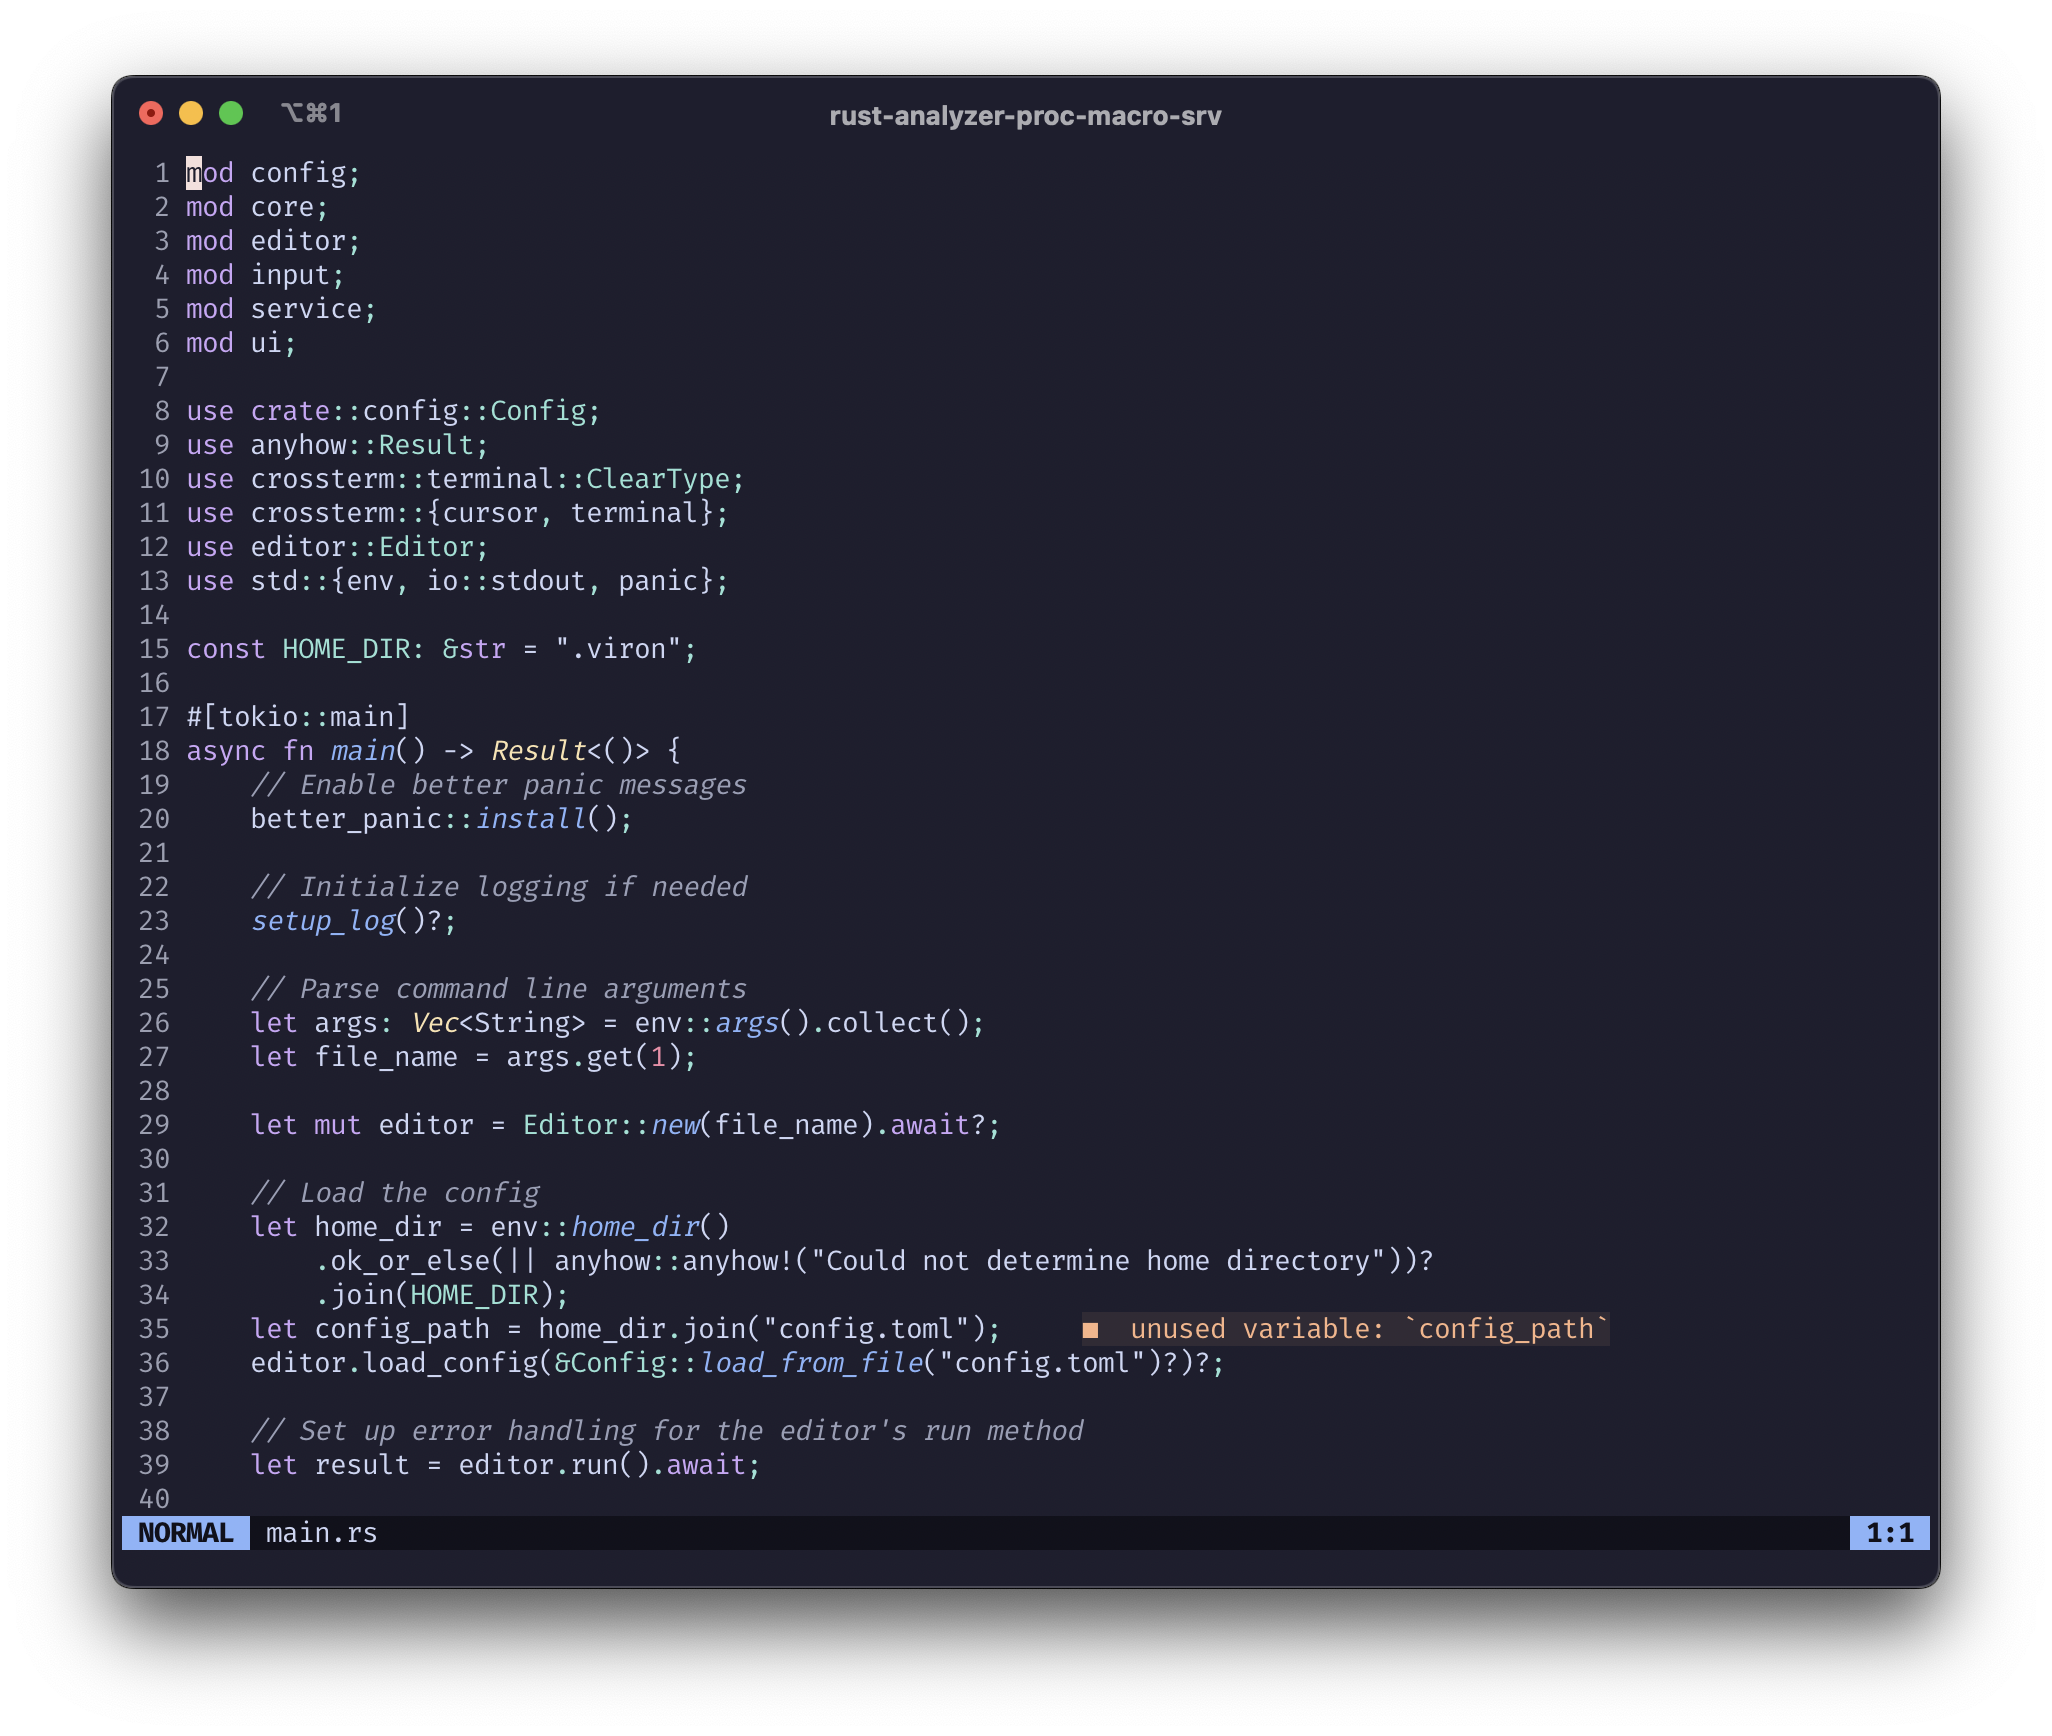 ⌥⌘1
rust-analyzer-proc-macro-srv
1 mod config;
2 mod core;
3 mod editor;
4 mod input;
5 mod service;
6 mod ui;
7
8 use crate::config::Config;
9 use anyhow::Result;
10 use crossterm::terminal::ClearType;
11 use crossterm::{cursor, terminal};
12 use editor::Editor;
13 use std::{env, io::stdout, panic};
14
15 const HOME_DIR: &str = ".viron";
16
17 #[tokio::main]
18 async fn main() -> Result<()> {
19     // Enable better panic messages
20     better_panic::install();
21
22     // Initialize logging if needed
23     setup_log()?;
24
25     // Parse command line arguments
26     let args: Vec<String> = env::args().collect();
27     let file_name = args.get(1);
28
29     let mut editor = Editor::new(file_name).await?;
30
31     // Load the config
32     let home_dir = env::home_dir()
33         .ok_or_else(|| anyhow::anyhow!("Could not determine home directory"))?
34         .join(HOME_DIR);
35     let config_path = home_dir.join("config.toml");     ■  unused variable: `config_path`
36     editor.load_config(&Config::load_from_file("config.toml")?)?;
37
38     // Set up error handling for the editor's run method
39     let result = editor.run().await;
40
NORMAL main.rs 1:1